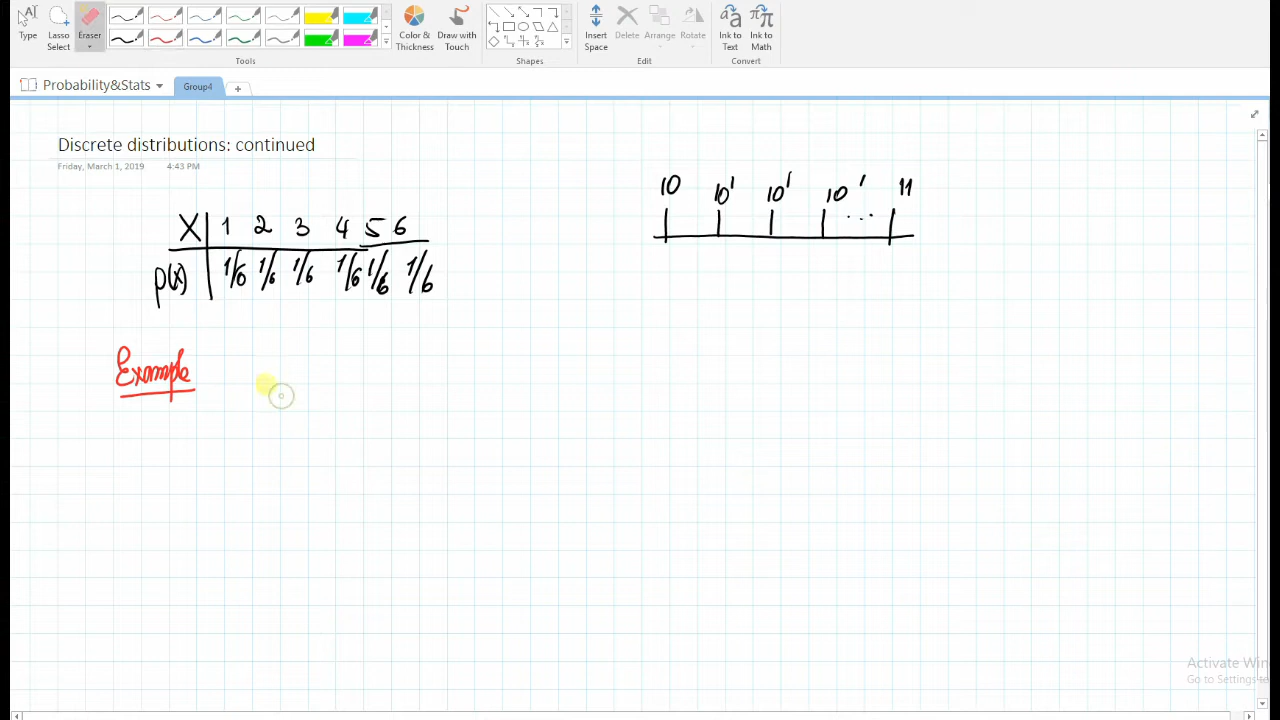 Type
Lasso Select
Eraser
Color & Thickness
Draw with Touch
Insert Space
Delete
Arrange
Rotate
Ink to Text
Ink to Math
Tools
Shapes
Edit
Convert
Probability&Stats
Group4
Discrete distributions: continued
Friday, March 1, 2019 4:43 PM
X 1 2 3 4 5 6
p(x) 1/6 1/6 1/6 1/6 1/6 1/6
10 10' 10' 10' ... 11
Example
Activate Win
Go to Settings to